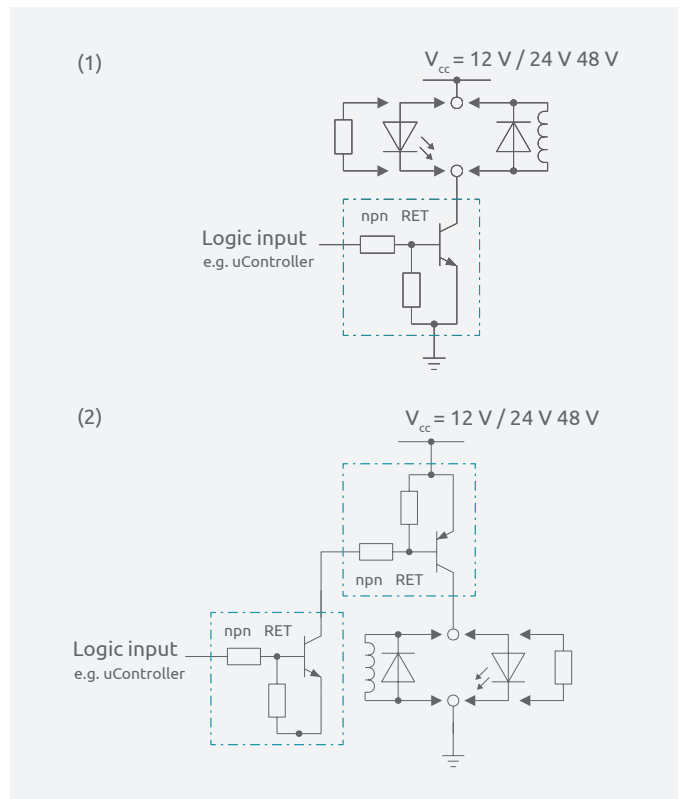 (1)
V_cc = 12 V / 24 V 48 V
npn RET
Logic input
e.g. uController
(2)
V_cc = 12 V / 24 V 48 V
npn RET
npn RET
Logic input
e.g. uController